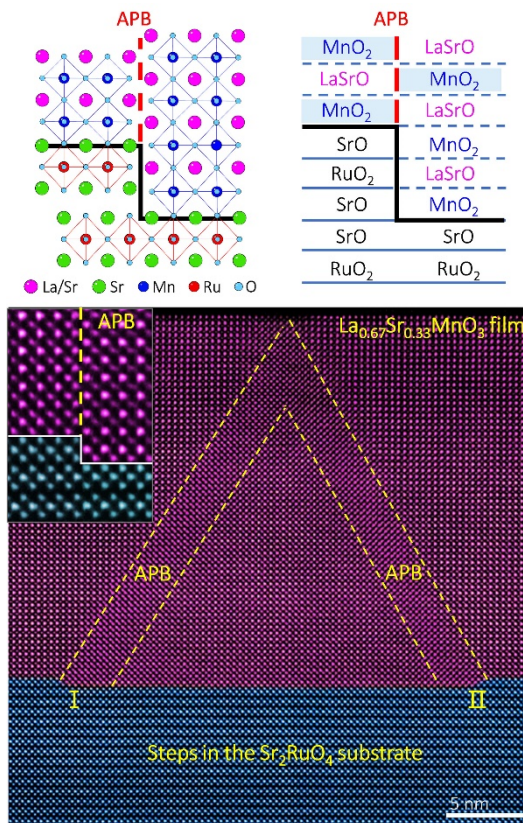 APB
APB
MnO₂ LaSrO
LaSrO MnO₂
MnO₂ LaSrO
SrO MnO₂
RuO₂ LaSrO
SrO MnO₂
SrO SrO
RuO₂ RuO₂
La/Sr Sr Mn Ru O
APB
La₀.₆₇Sr₀.₃₃MnO₃ film
APB APB
I II
Steps in the Sr₂RuO₄ substrate
5 nm